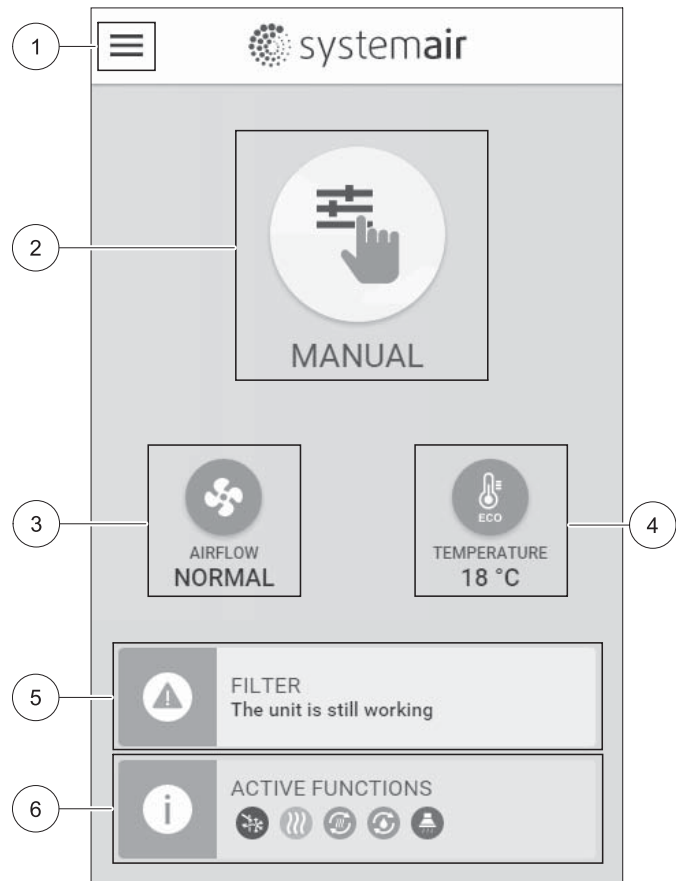 1
systemair
2
MANUAL
3
AIRFLOW
NORMAL
ECO
TEMPERATURE
18 °C
4
5
FILTER
The unit is still working
6
i
ACTIVE FUNCTIONS